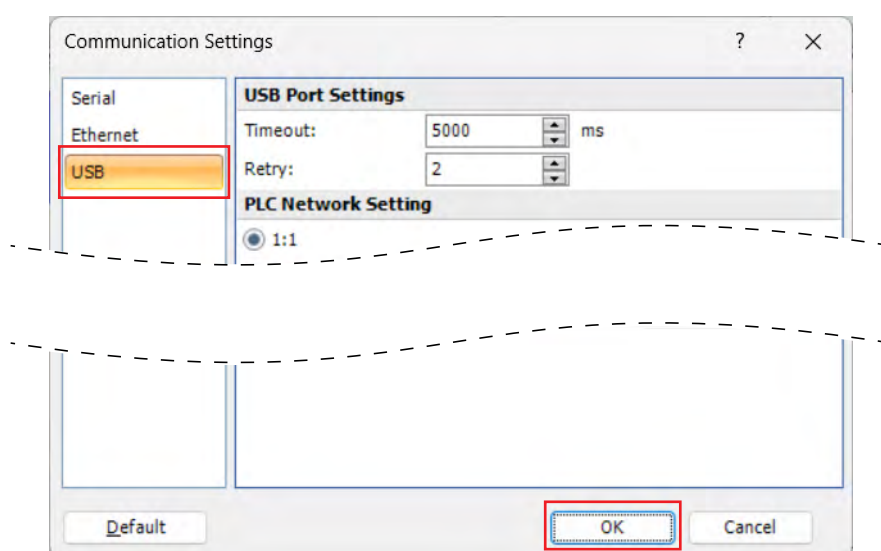 Communication Settings ? ×
Serial
Ethernet
USB
USB Port Settings
Timeout: 5000 ms
Retry: 2
PLC Network Setting
1:1
Default OK Cancel